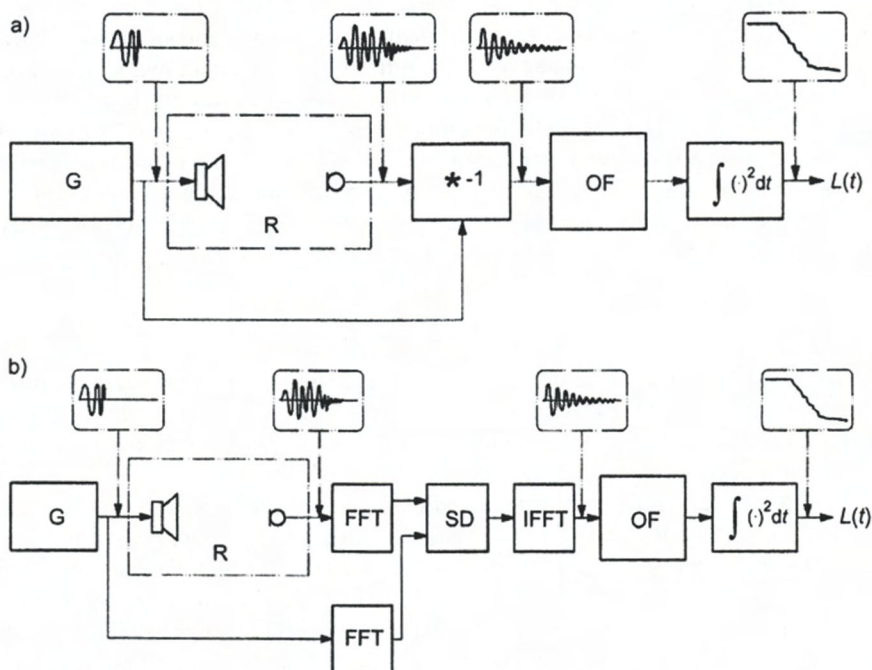 a)
G
R
* -1
OF
∫ (·)²dt
L(t)
b)
G
R
FFT
SD
IFFT
OF
∫ (·)²dt
L(t)
FFT